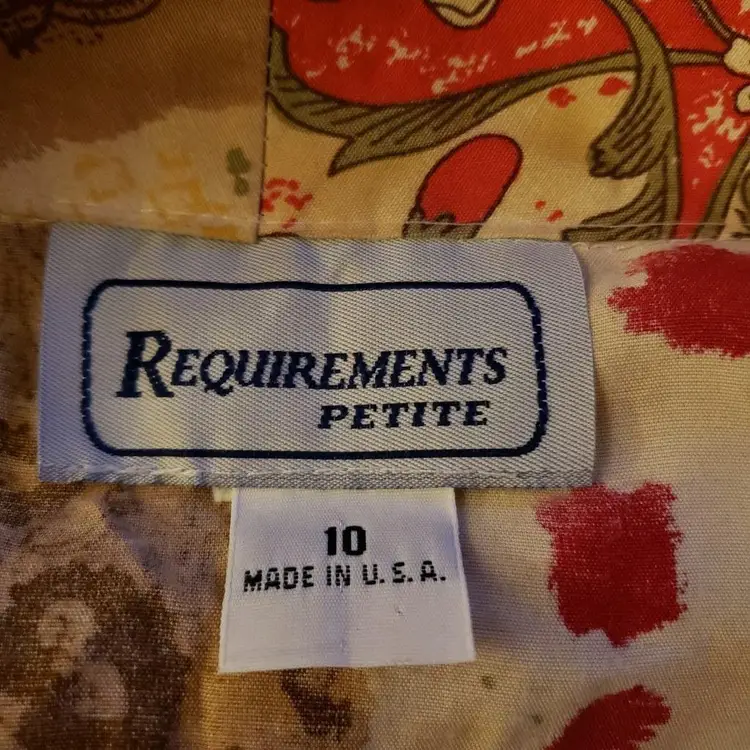 REQUIREMENTS
PETITE
10
MADE IN U.S.A.